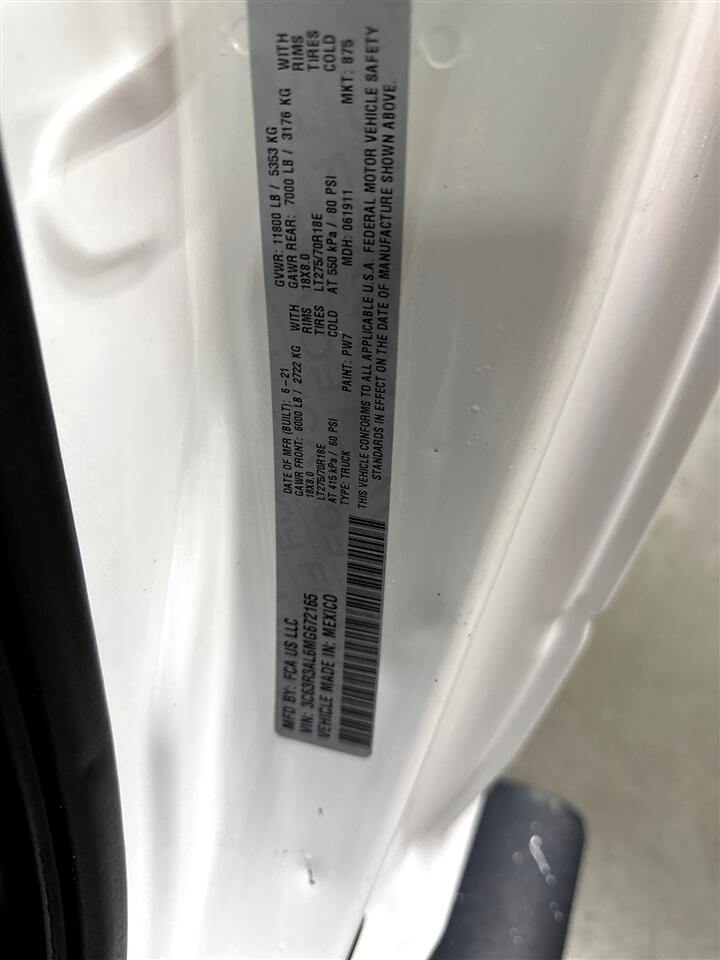 MFD BY: FCA US LLC
VIN: 3C63R3AL6MG672165
VEHICLE MADE IN: MEXICO
DATE OF MFR (BUILT): 6-21
GAWR FRONT: 6000 LB / 2722 KG WITH
18X8.0 RIMS
LT275/70R18E TIRES
AT 415 kPa / 60 PSI COLD
TYPE: TRUCK PAINT: PW7
GVWR: 11800 LB / 5353 KG
GAWR REAR: 7000 LB / 3176 KG WITH
18X8.0 RIMS
LT275/70R18E TIRES
AT 550 kPa / 80 PSI COLD
MDH: 061911 MKT: 875
THIS VEHICLE CONFORMS TO ALL APPLICABLE U.S.A. FEDERAL MOTOR VEHICLE SAFETY
STANDARDS IN EFFECT ON THE DATE OF MANUFACTURE SHOWN ABOVE.